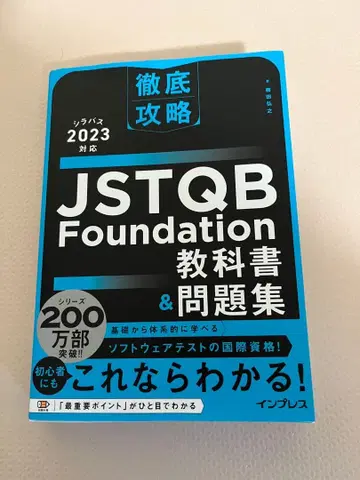 徹底
攻略
シラバス
2023
対応
JSTQB
Foundation
教科書
&問題集
シリーズ
200
万部
突破!!
基礎から体系的に学べる
ソフトウェアテストの国際資格!
初心者
にも
これならわかる!
「最重要ポイント」がひと目でわかる
インプレス